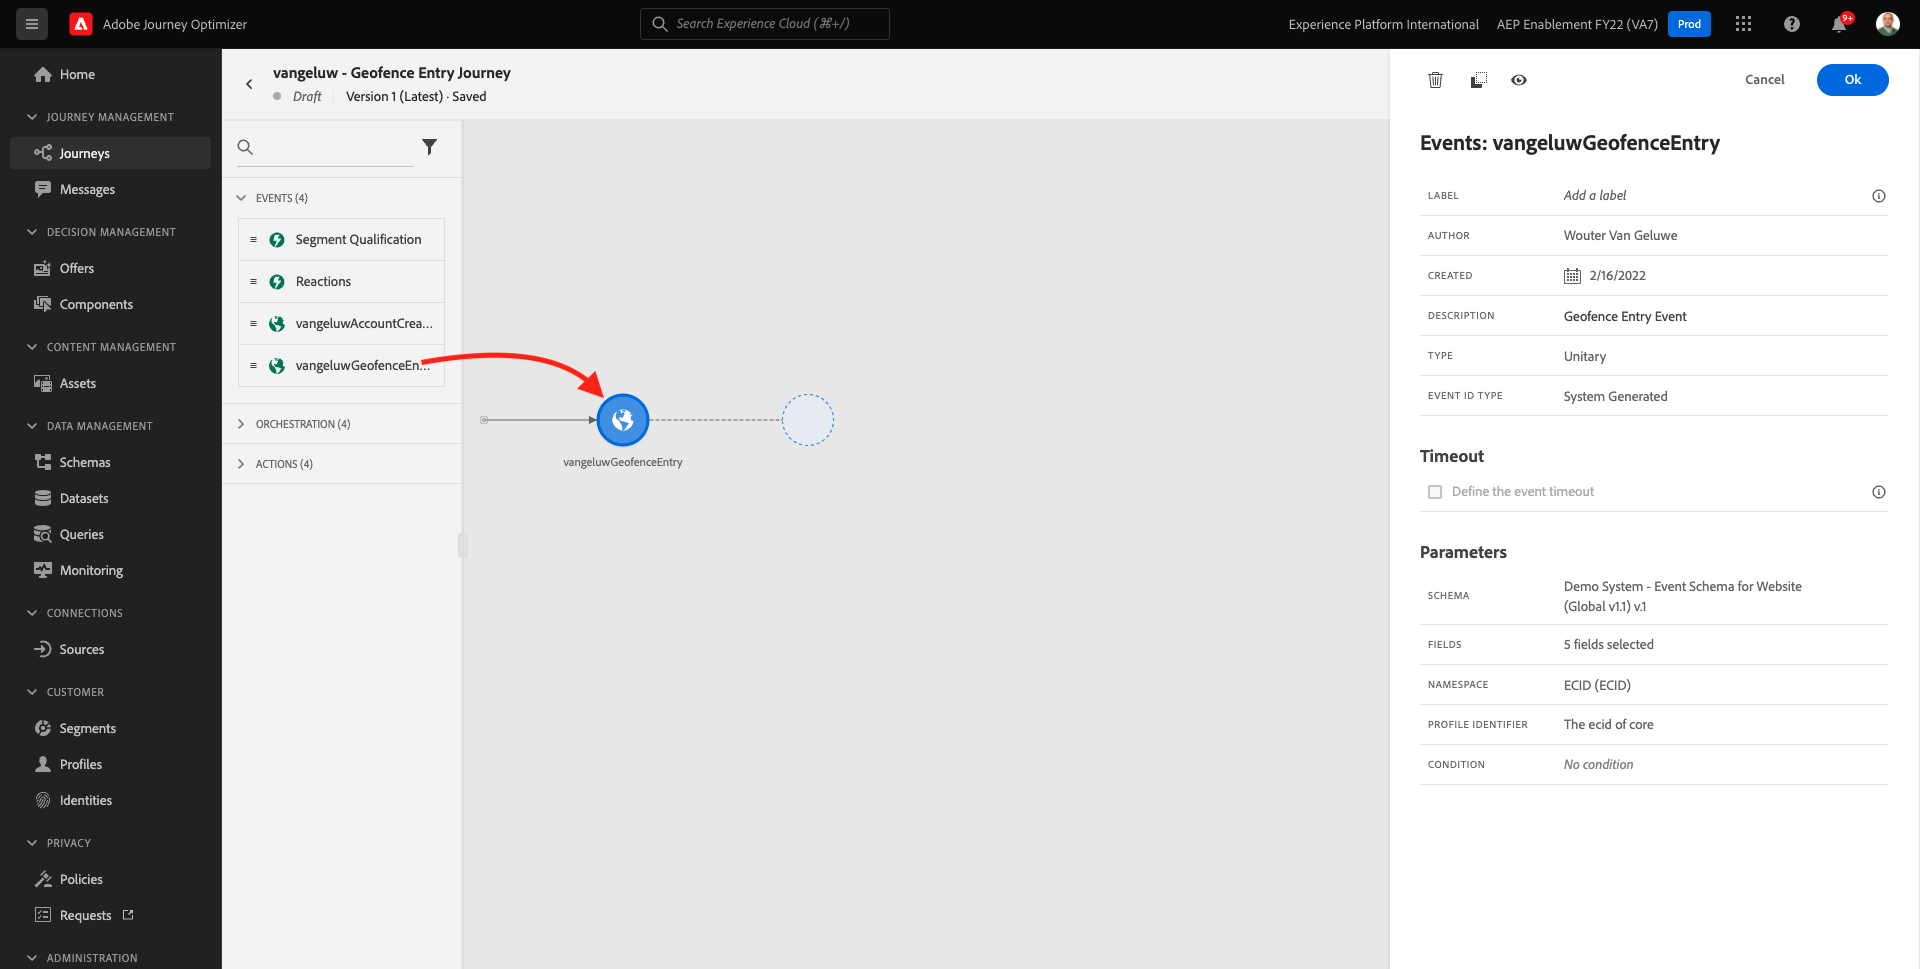 Adobe Journey Optimizer
Search Experience Cloud (⌘+/)
Experience Platform International
AEP Enablement FY22 (VA7)
Prod
9+
Home
JOURNEY MANAGEMENT
Journeys
Messages
DECISION MANAGEMENT
Offers
Components
CONTENT MANAGEMENT
Assets
DATA MANAGEMENT
Schemas
Datasets
Queries
Monitoring
CONNECTIONS
Sources
CUSTOMER
Segments
Profiles
Identities
PRIVACY
Policies
Requests
ADMINISTRATION
vangeluw - Geofence Entry Journey
Draft
Version 1 (Latest) · Saved
EVENTS (4)
Segment Qualification
Reactions
vangeluwAccountCrea...
vangeluwGeofenceEn...
ORCHESTRATION (4)
ACTIONS (4)
vangeluwGeofenceEntry
Cancel
Ok
Events: vangeluwGeofenceEntry
LABEL
Add a label
AUTHOR
Wouter Van Geluwe
CREATED
2/16/2022
DESCRIPTION
Geofence Entry Event
TYPE
Unitary
EVENT ID TYPE
System Generated
Timeout
Define the event timeout
Parameters
SCHEMA
Demo System - Event Schema for Website
(Global v1.1) v.1
FIELDS
5 fields selected
NAMESPACE
ECID (ECID)
PROFILE IDENTIFIER
The ecid of core
CONDITION
No condition